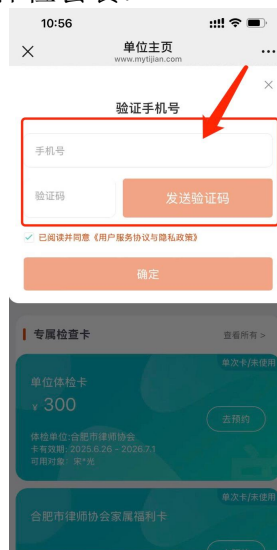 10:56
单位主页
www.mytijian.com
验证手机号
手机号
验证码
发送验证码
已阅读并同意《用户服务协议与隐私政策》
确定
专属检查卡
查看所有 >
单次卡/未使用
单位体检卡
¥ 300
去预约
体检单位:合肥市律师协会
卡有效期: 2025.6.26 - 2026.7.1
可用对象: 宋*光
单次卡/未使用
合肥市律师协会家属福利卡